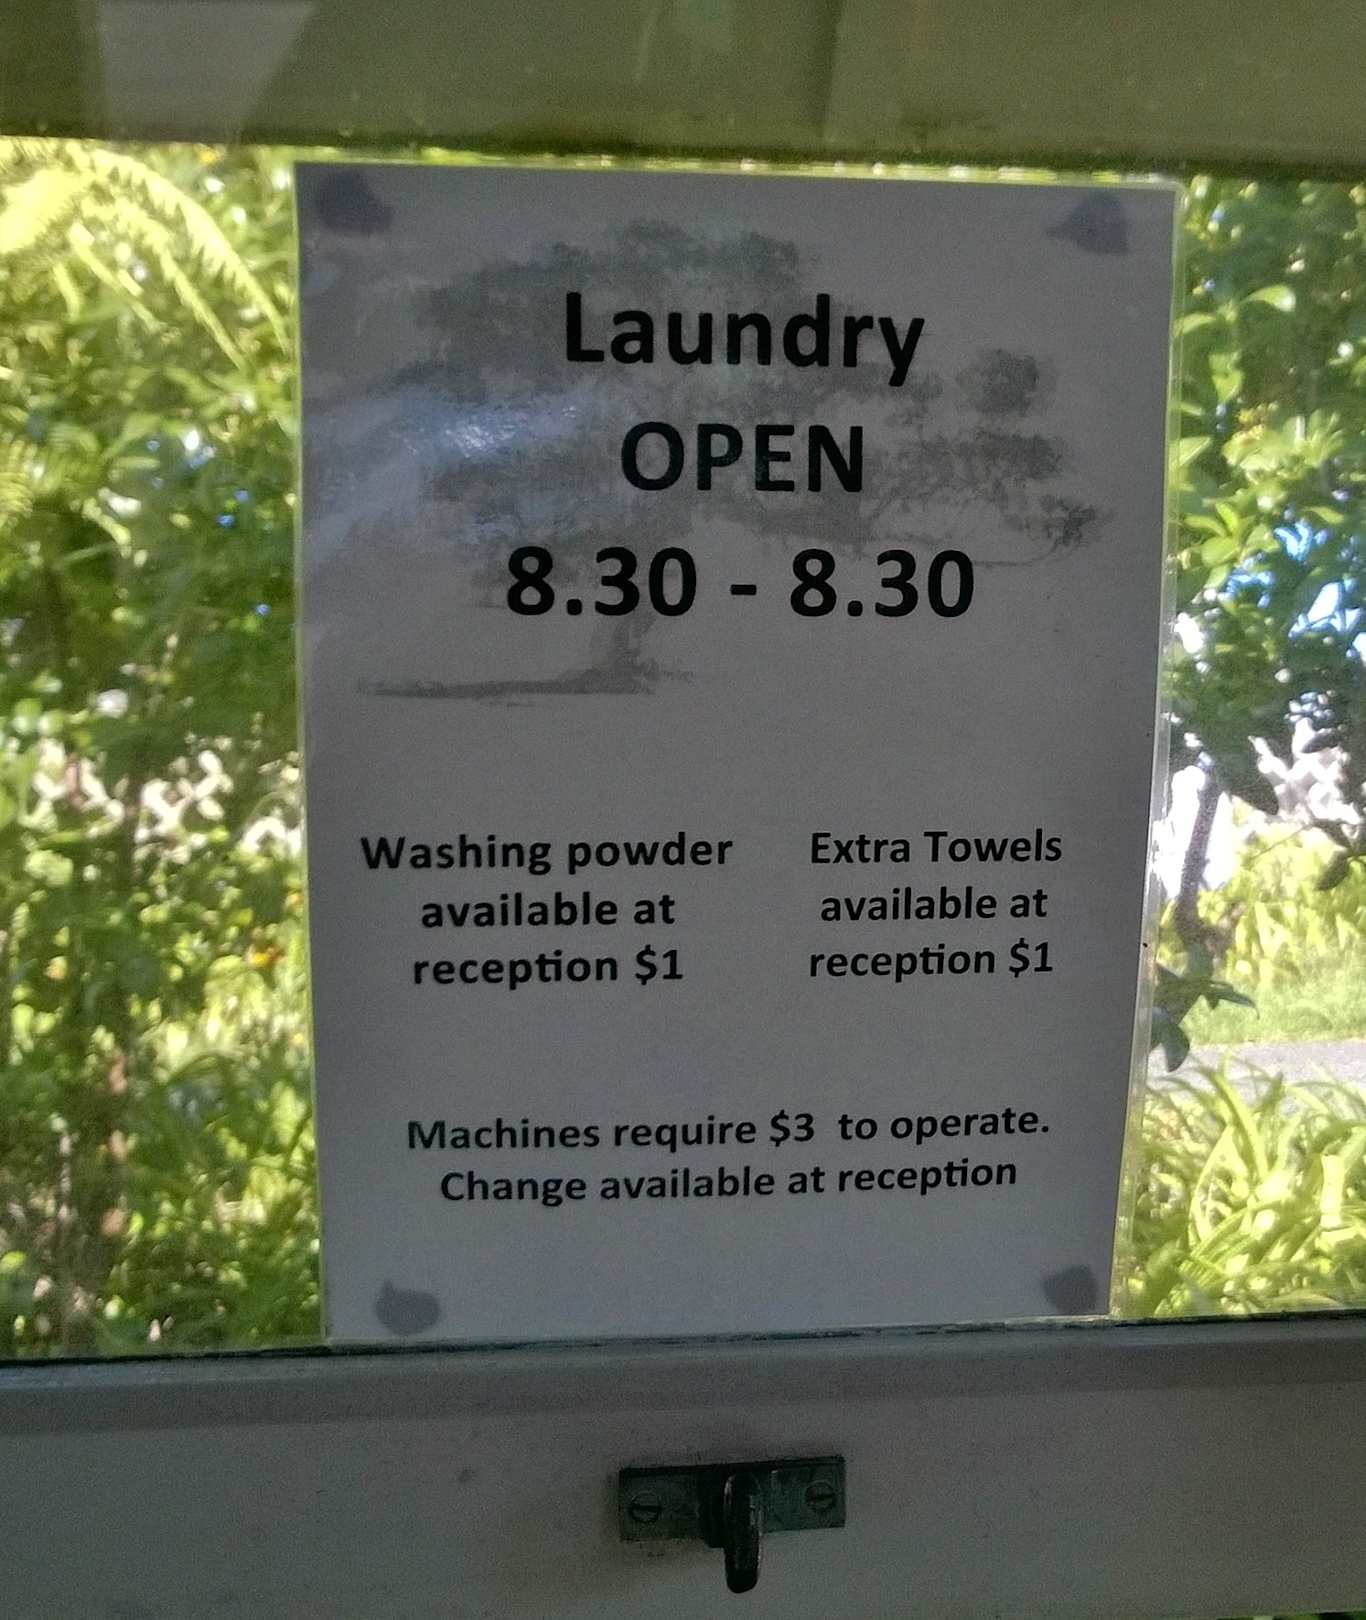 Laundry
OPEN
8.30 - 8.30
Washing powder
available at
reception $1
Extra Towels
available at
reception $1
Machines require $3  to operate.
Change available at reception